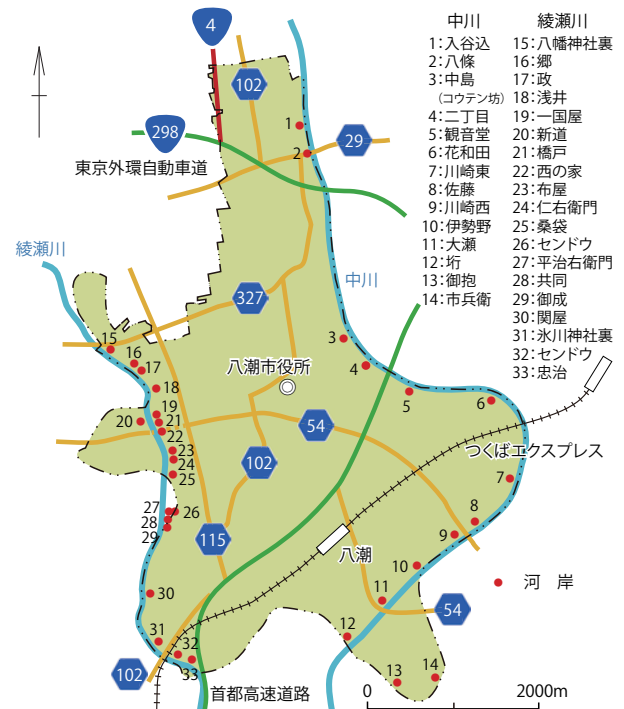 中川
1：入谷込
2：八條
3：中島
（コウテン坊）
4：二丁目
5：観音堂
6：花和田
7：川崎東
8：佐藤
9：川崎西
10：伊勢野
11：大瀬
12：垳
13：御抱
14：市兵衛
綾瀬川
15：八幡神社裏
16：郷
17：政
18：浅井
19：一国屋
20：新道
21：橋戸
22：西の家
23：布屋
24：仁右衛門
25：桑袋
26：センドウ
27：平治右衛門
28：共同
29：御成
30：関屋
31：氷川神社裏
32：センドウ
33：忠治
4
102
298
29
東京外環自動車道
1
2
綾瀬川
中川
327
15
16
17
18
19
20
21
22
23
24
25
26
27
28
29
30
31
32
33
八潮市役所
3
4
5
6
54
つくばエクスプレス
102
7
8
9
115
八潮
10
11
河岸
54
12
13
14
102
首都高速道路
0
2000m